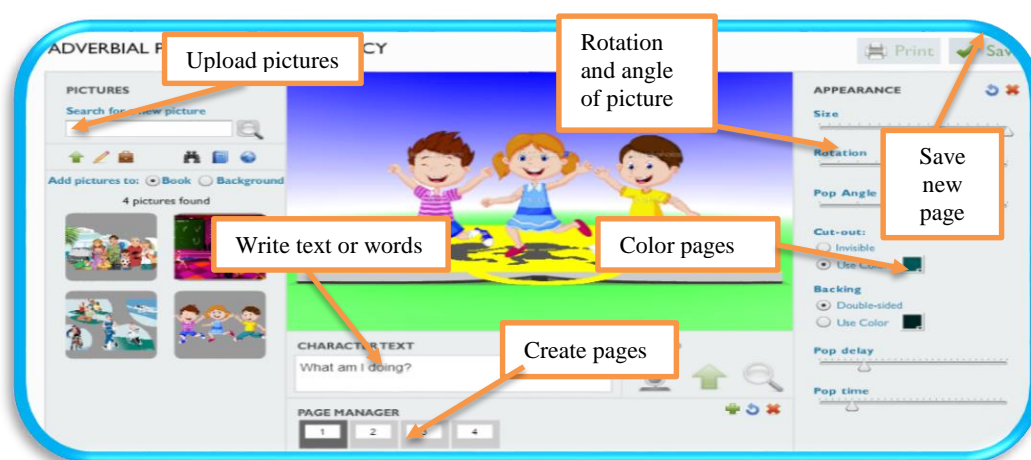 ADVERBIAL
CY
Print
Sav
Upload pictures
Rotation
and angle
of picture
PICTURES
Search for a new picture
Add pictures to: Book Background
4 pictures found
APPEARANCE
Size
Rotation
Pop Angle
Save
new
page
Cut-out:
Invisible
Use Color
Backing
Double-sided
Use Color
Pop delay
Pop time
Write text or words
Color pages
CHARACTER TEXT
What am I doing?
Create pages
PAGE MANAGER
1 2 3 4